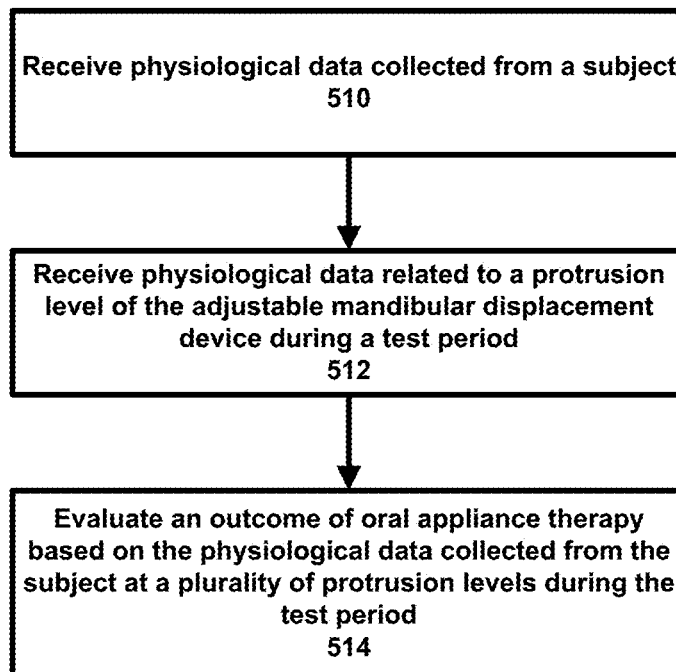 Receive physiological data collected from a subject
510
Receive physiological data related to a protrusion
level of the adjustable mandibular displacement
device during a test period
512
Evaluate an outcome of oral appliance therapy
based on the physiological data collected from the
subject at a plurality of protrusion levels during the
test period
514